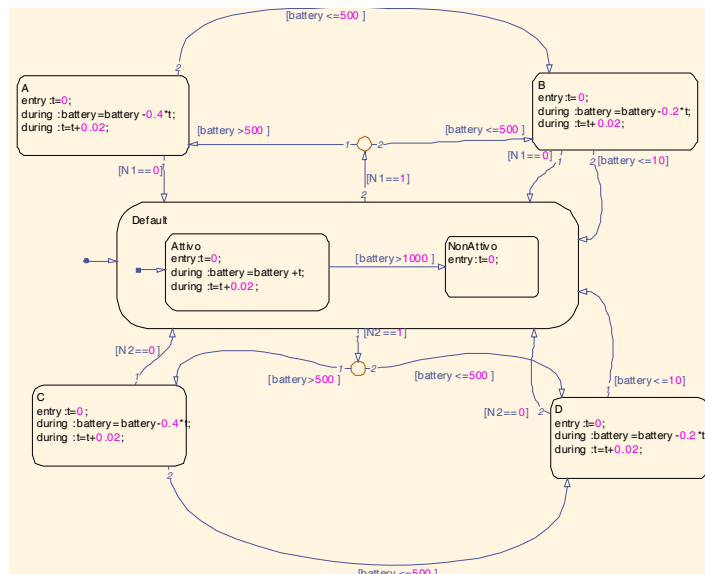 [battery <=500 ]
A
entry :t=0;
during :battery=battery -0.4*t;
during :t=t+0.02;
2
B
entry :t=0;
during :battery=battery -0.2*t;
during :t=t+0.02;
2
[battery >500 ]
1
2
[battery <=500 ]
[N1==0]
1
[N1==1]
2
[N1==0]
1
2
[battery <=10]
Default
Attivo
entry :t=0;
during :battery=battery +t;
during :t=t+0.02;
[battery>1000 ]
NonAttivo
entry :t=0;
[N2==0]
1
1
[N2==1]
[battery>500 ]
1
2
[battery <=500]
[battery<=10]
1
C
entry :t=0;
during :battery=battery-0.4*t;
during :t=t+0.02;
2
[N2==0]
2
D
entry :t=0;
during :battery=battery -0.2*t
during :t=t+0.02;
[battery <=500]